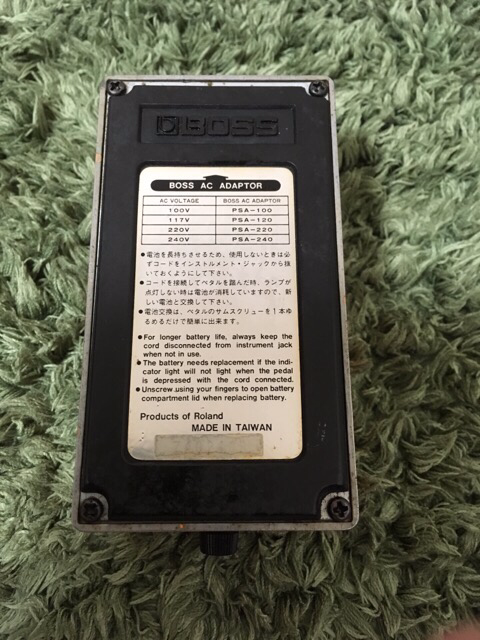 BOSS
BOSS AC ADAPTOR
AC VOLTAGE BOSS AC ADAPTOR
100V PSA-100
117V PSA-120
220V PSA-220
240V PSA-240
●電池を長持ちさせるため、使用しないときは必
ずコードをインストルメント・ジャックから抜
いておくようにして下さい。
●コードを接続してペダルを踏んだ時、ランプが
点灯しない時は電池が消耗していますので、新
しい電池と交換して下さい。
●電池交換は、ペダルのサムスクリューを1本ゆ
るめるだけで簡単に出来ます。
●For longer battery life, always keep the
cord disconnected from instrument jack
when not in use.
●The battery needs replacement if the indi-
cator light will not light when the pedal
is depressed with the cord connected.
●Unscrew using your fingers to open battery
compartment lid when replacing battery.
Products of Roland
MADE IN TAIWAN